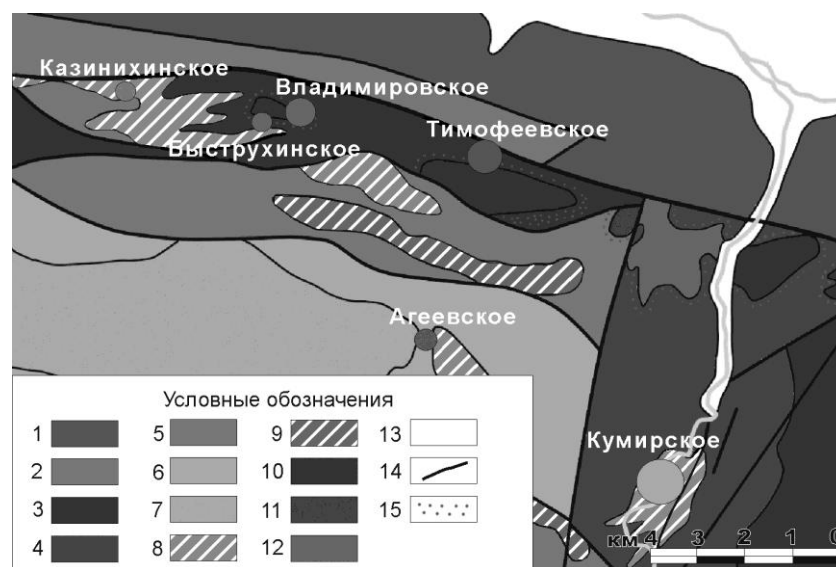 Казинихинское
Владимировское
Тимофеевское
Быструхинское
Агеевское
Кумирское
Условные обозначения
1 5 9 13
2 6 10 14
3 7 11 15
4 8 12
км 4 3 2 1 0